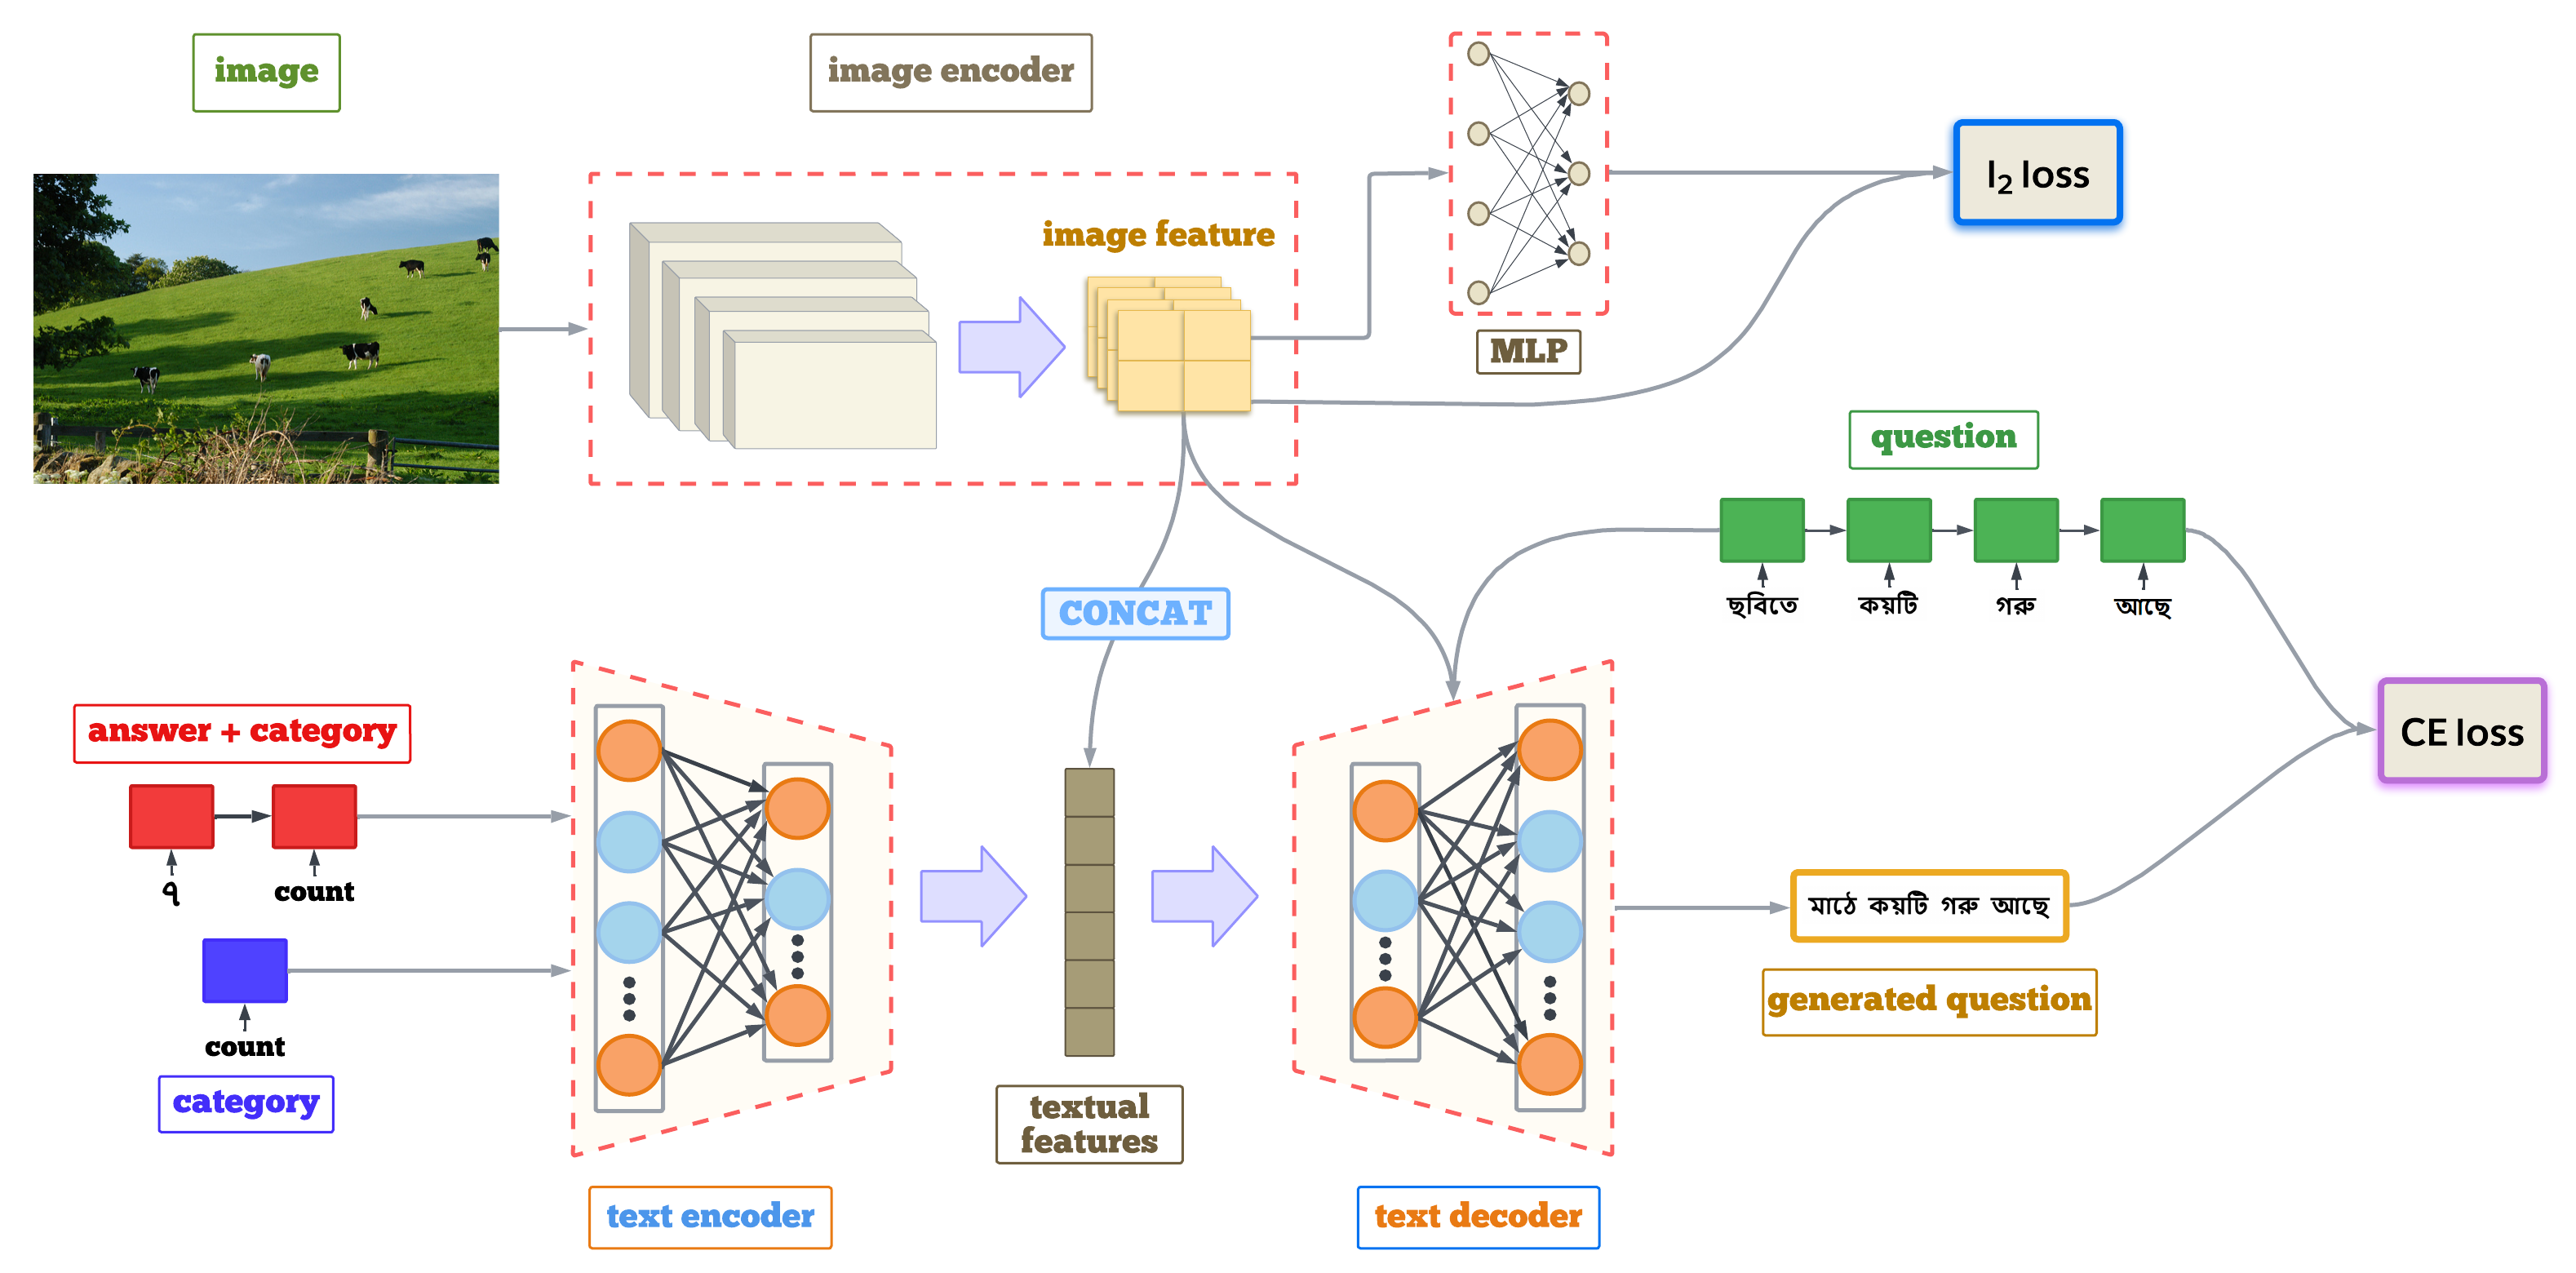 image
image encoder
image feature
MLP
l₂ loss
question
ছবিতে কয়টি গরু আছে
CONCAT
answer + category
৭ count
count
category
textual
features
text encoder
text decoder
মাঠে কয়টি গরু আছে
generated question
CE loss